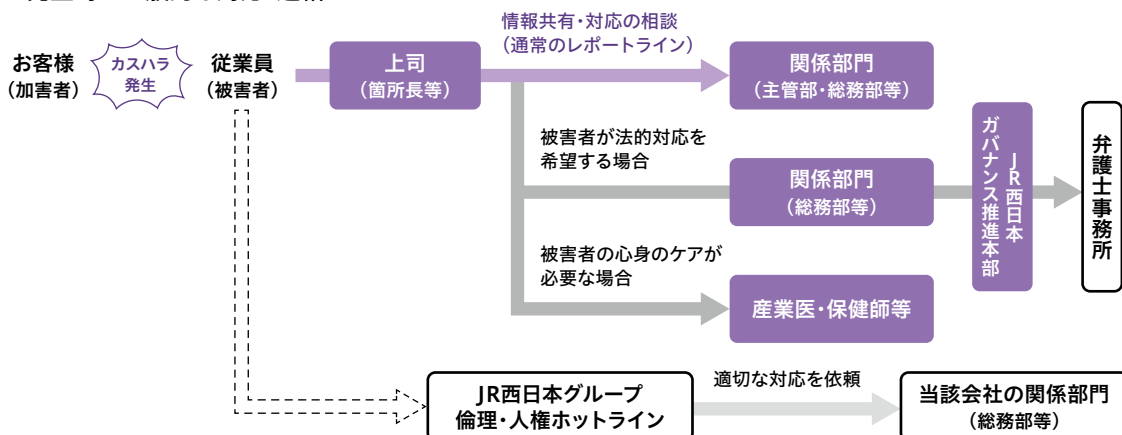 情報共有・対応の相談
（通常のレポートライン）
お客様
（加害者）
カスハラ
発生
従業員
（被害者）
上司
（箇所長等）
関係部門
（主管部・総務部等）
被害者が法的対応を
希望する場合
関係部門
（総務部等）
JR西日本
ガバナンス推進本部
弁護士事務所
被害者の心身のケアが
必要な場合
産業医・保健師等
JR西日本グループ
倫理・人権ホットライン
適切な対応を依頼
当該会社の関係部門
（総務部等）